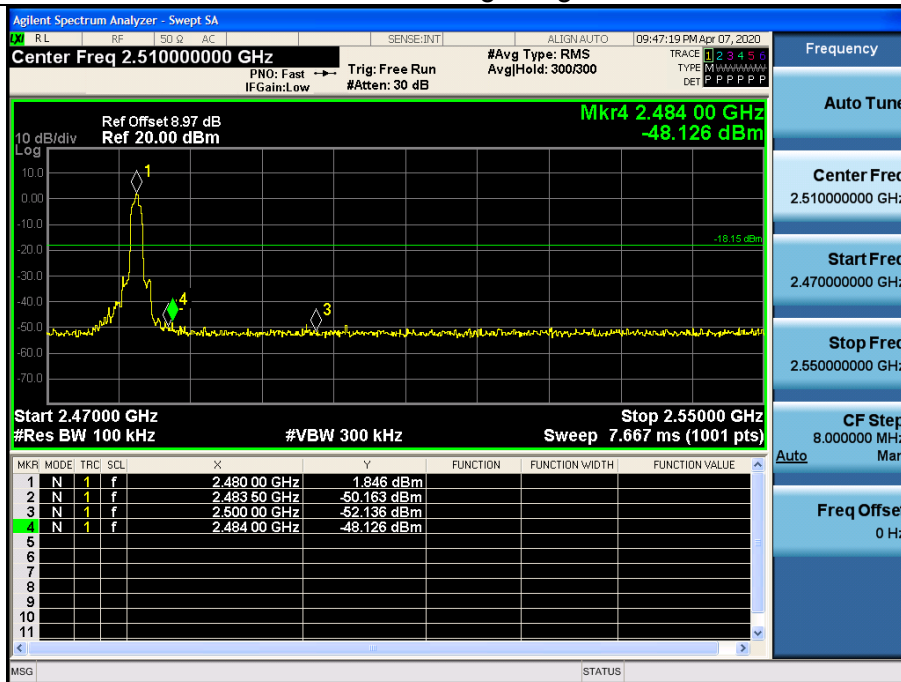 Agilent Spectrum Analyzer - Swept SA
LXI RL RF 50 Ω AC SENSE:INT ALIGN AUTO 09:47:19 PM Apr 07, 2020
Center Freq 2.510000000 GHz
PNO: Fast
IFGain:Low
Trig: Free Run
#Atten: 30 dB
#Avg Type: RMS
Avg|Hold: 300/300
TRACE 1 2 3 4 5 6
TYPE M WWWWW
DET P P P P P P
Frequency
Auto Tune
Center Freq
2.510000000 GHz
Start Freq
2.470000000 GHz
Stop Freq
2.550000000 GHz
CF Step
8.000000 MHz
Auto Man
Freq Offset
0 Hz
Mkr4 2.484 00 GHz
-48.126 dBm
Ref Offset 8.97 dB
10 dB/div Ref 20.00 dBm
Log
10.0
0.00
-10.0
-20.0
-30.0
-40.0
-50.0
-60.0
-70.0
1
4
3
-18.15 dBm
Start 2.47000 GHz Stop 2.55000 GHz
#Res BW 100 kHz #VBW 300 kHz Sweep 7.667 ms (1001 pts)
MKR MODE TRC SCL X Y FUNCTION FUNCTION WIDTH FUNCTION VALUE
1 N 1 f 2.480 00 GHz 1.846 dBm
2 N 1 f 2.483 50 GHz -50.163 dBm
3 N 1 f 2.500 00 GHz -52.136 dBm
4 N 1 f 2.484 00 GHz -48.126 dBm
5
6
7
8
9
10
11
MSG STATUS